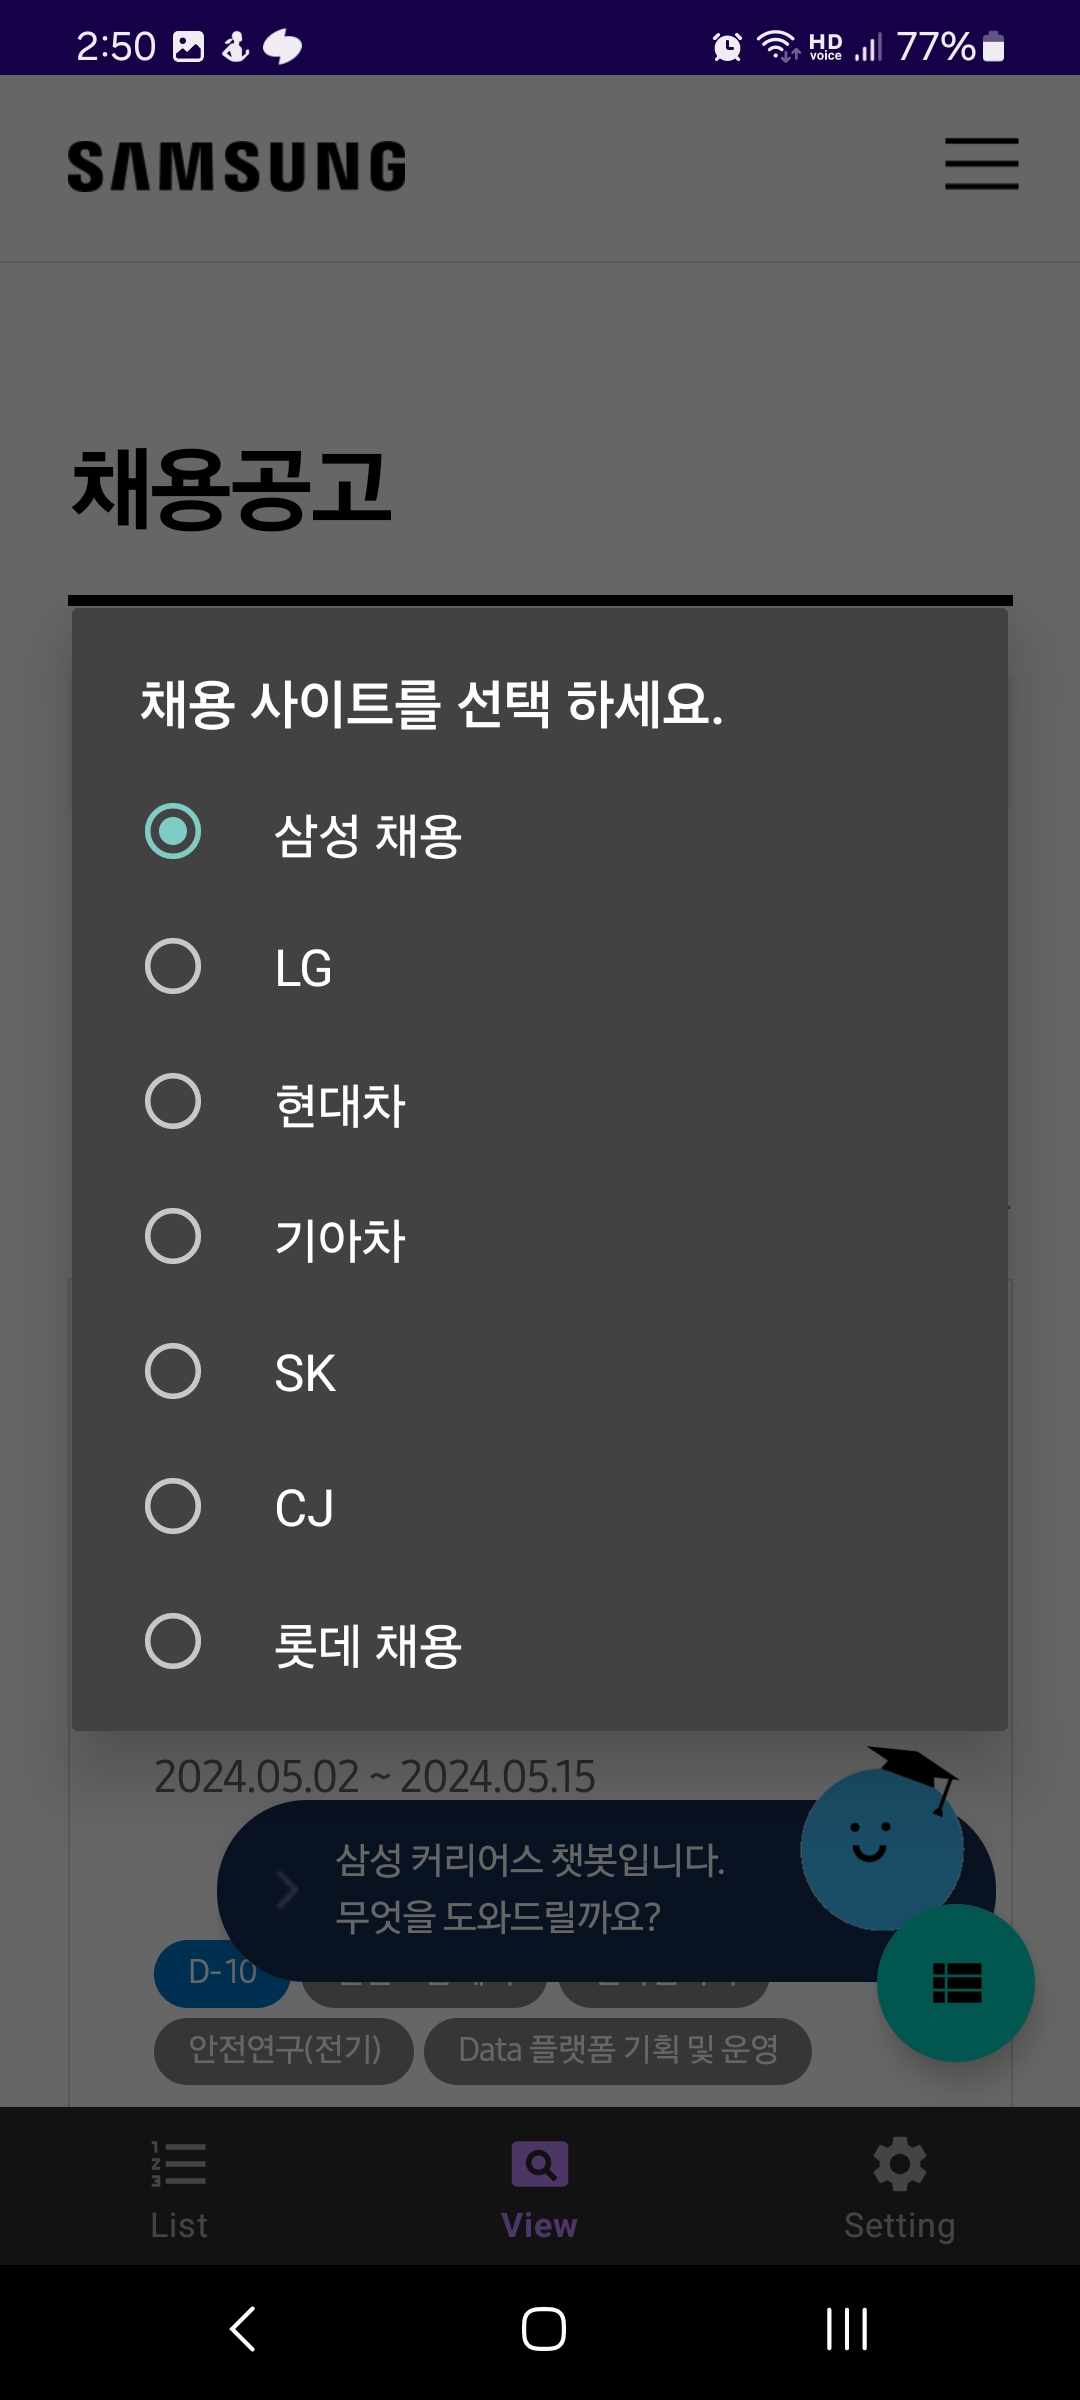 2:50
HD voice
77%
SAMSUNG
채용공고
채용 사이트를 선택 하세요.
삼성 채용
LG
현대차
기아차
SK
CJ
롯데 채용
2024.05.02 ~ 2024.05.15
삼성 커리어스 챗봇입니다.
무엇을 도와드릴까요?
D-10
안전연구(전기)
Data 플랫폼 기획 및 운영
List
View
Setting